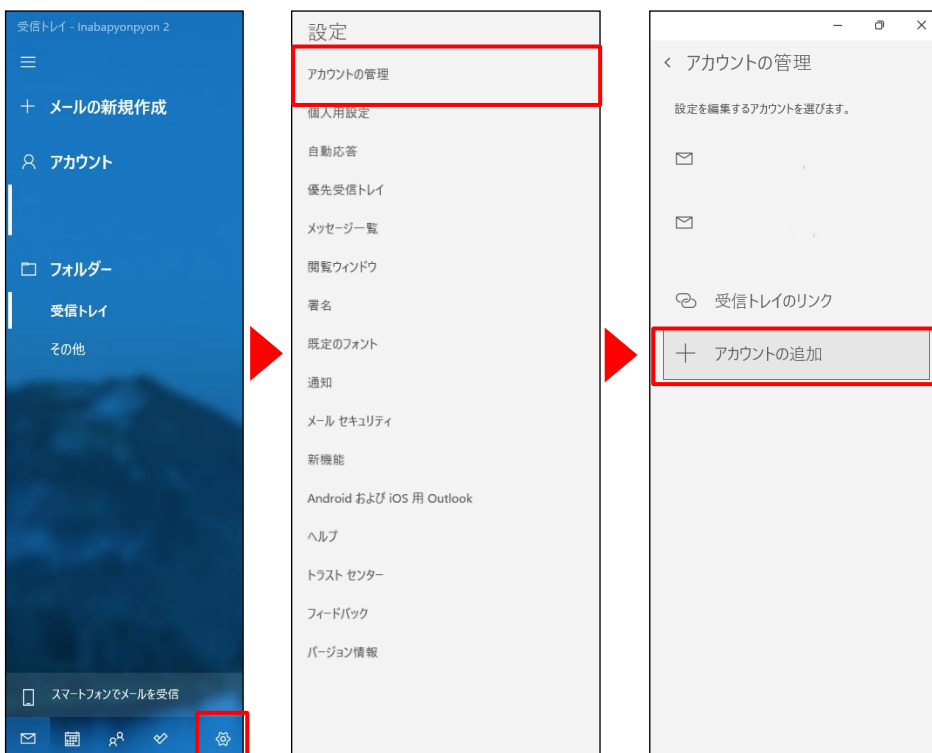 受信トレイ - Inabapyonpyon 2
メールの新規作成
アカウント
フォルダー
受信トレイ
その他
スマートフォンでメールを受信
設定
アカウントの管理
個人用設定
自動応答
優先受信トレイ
メッセージ一覧
閲覧ウィンドウ
署名
既定のフォント
通知
メール セキュリティ
新機能
Android および iOS 用 Outlook
ヘルプ
トラスト センター
フィードバック
バージョン情報
アカウントの管理
設定を編集するアカウントを選びます。
受信トレイのリンク
アカウントの追加